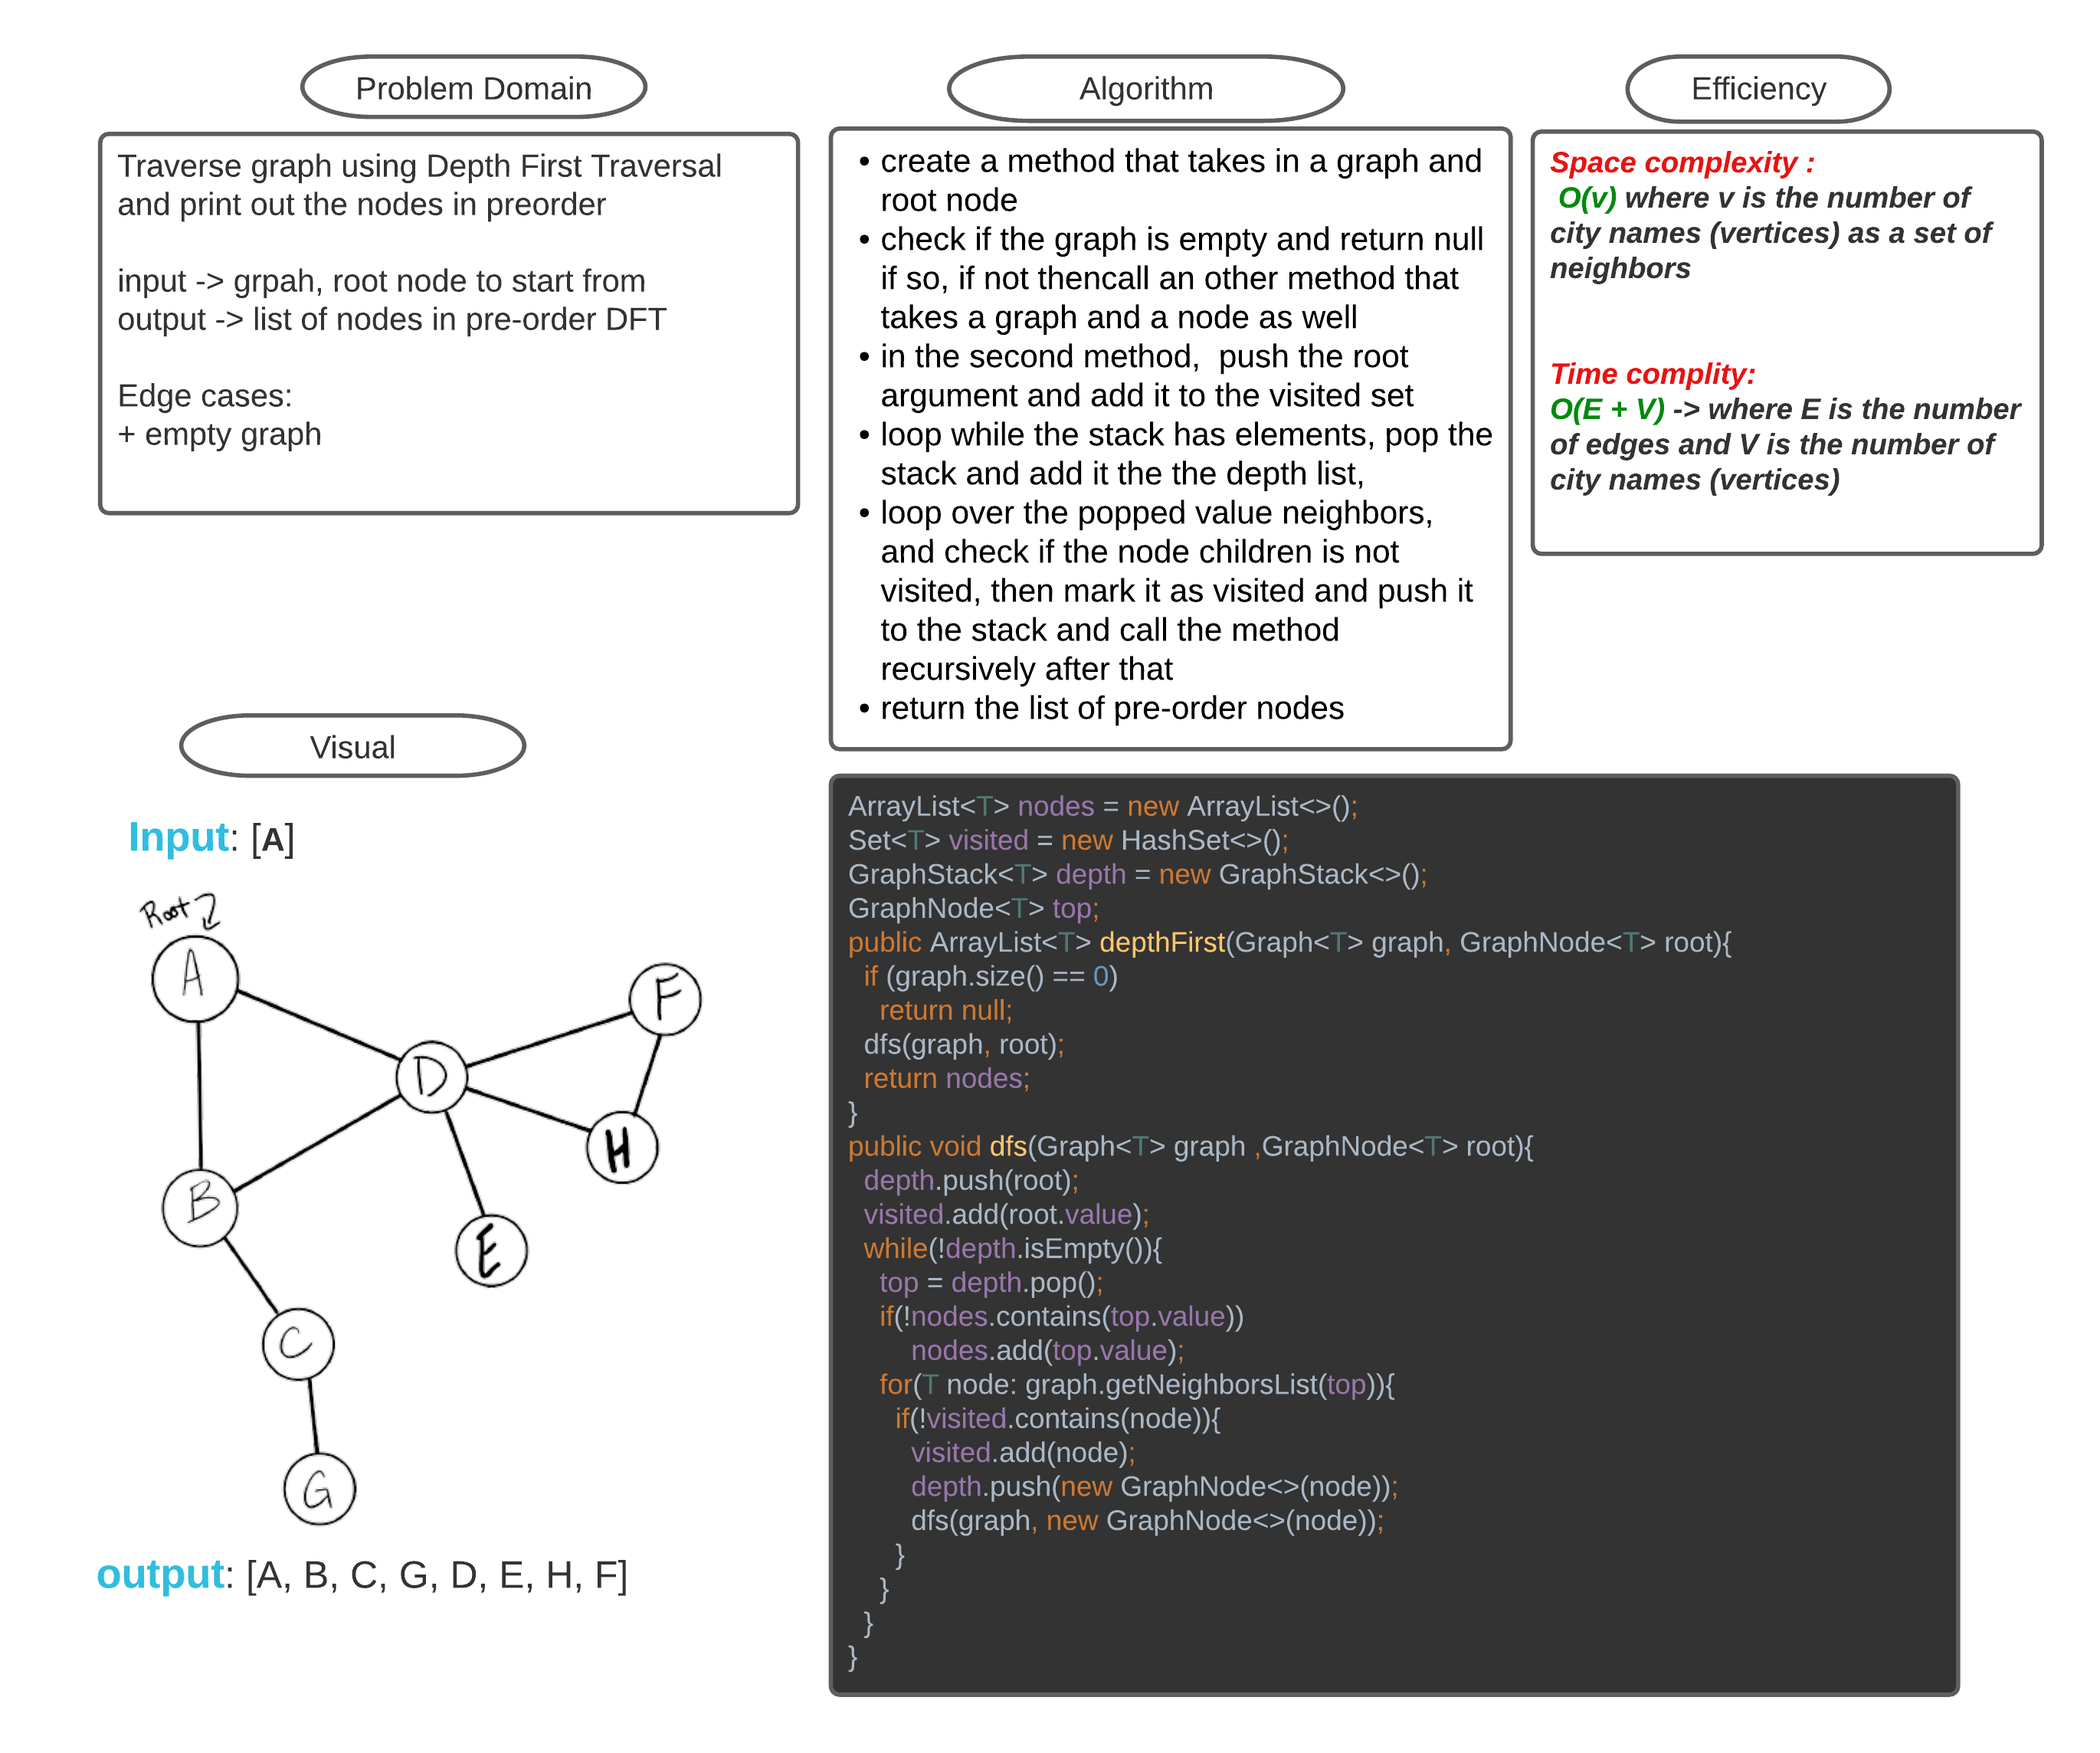 Problem Domain
Traverse graph using Depth First Traversal
and print out the nodes in preorder
input -> grpah, root node to start from
output -> list of nodes in pre-order DFT
Edge cases:
+ empty graph
Algorithm
• create a method that takes in a graph and
root node
• check if the graph is empty and return null
if so, if not thencall an other method that
takes a graph and a node as well
• in the second method,  push the root
argument and add it to the visited set
• loop while the stack has elements, pop the
stack and add it the the depth list,
• loop over the popped value neighbors,
and check if the node children is not
visited, then mark it as visited and push it
to the stack and call the method
recursively after that
• return the list of pre-order nodes
Efficiency
Space complexity :
O(v) where v is the number of
city names (vertices) as a set of
neighbors
Time complity:
O(E + V) -> where E is the number
of edges and V is the number of
city names (vertices)
Visual
Input: [A]
Root
A
F
D
H
B
E
C
G
output: [A, B, C, G, D, E, H, F]
ArrayList<T> nodes = new ArrayList<>();
Set<T> visited = new HashSet<>();
GraphStack<T> depth = new GraphStack<>();
GraphNode<T> top;
public ArrayList<T> depthFirst(Graph<T> graph, GraphNode<T> root){
if (graph.size() == 0)
return null;
dfs(graph, root);
return nodes;
}
public void dfs(Graph<T> graph ,GraphNode<T> root){
depth.push(root);
visited.add(root.value);
while(!depth.isEmpty()){
top = depth.pop();
if(!nodes.contains(top.value))
nodes.add(top.value);
for(T node: graph.getNeighborsList(top)){
if(!visited.contains(node)){
visited.add(node);
depth.push(new GraphNode<>(node));
dfs(graph, new GraphNode<>(node));
}
}
}
}